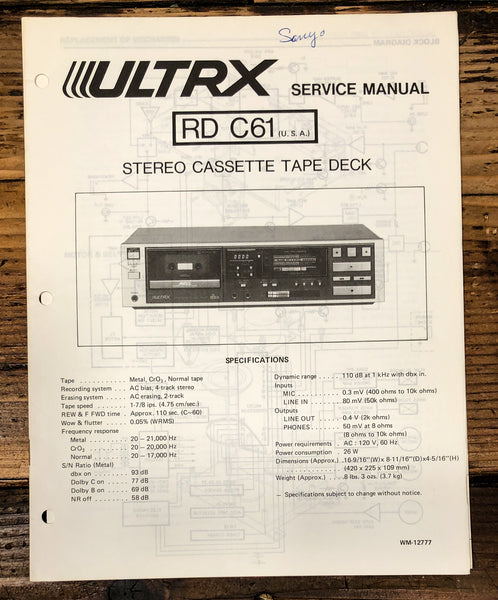 Sanyo
ULTRX SERVICE MANUAL
RD C61 (U.S.A.)
STEREO CASSETTE TAPE DECK
ULTRX
SPECIFICATIONS
Tape . . . . . . . . . . . . . Metal, CrO₂, Normal tape
Recording system . . . . AC bias, 4-track stereo
Erasing system . . . . . . AC erasing, 2-track
Tape speed . . . . . . . . . 1-7/8 ips. (4.75 cm/sec.)
REW & F FWD time . Approx. 110 sec. (C-60)
Wow & flutter . . . . . . . 0.05% (WRMS)
Frequency response
Metal . . . . . . . . . . 20 – 21,000 Hz
CrO₂ . . . . . . . . . . 20 – 20,000 Hz
Normal . . . . . . . . . 20 – 17,000 Hz
S/N Ratio (Metal)
dbx on . . . . . . . . . 93 dB
Dolby C on . . . . . . 77 dB
Dolby B on . . . . . . 69 dB
NR off . . . . . . . . . 58 dB
Dynamic range . . . . . . 110 dB at 1 kHz with dbx in.
Inputs
MIC . . . . . . . . . . . 0.3 mV (400 ohms to 10k ohms)
LINE IN . . . . . . . . 80 mV (50k ohms)
Outputs
LINE OUT . . . . . . . 0.4 V (2k ohms)
PHONES . . . . . . . . 50 mV at 8 ohms
(8 ohms to 10k ohms)
Power requirements . . . AC : 120 V, 60 Hz
Power consumption . . . 26 W
Dimensions (Approx.) . 16-9/16"(W)x 8-11/16"(D)x4-5/16"(H)
(420 x 225 x 109 mm)
Weight (Approx.) . . . . . 8 lbs. 3 ozs. (3.7 kg)
– Specifications subject to change without notice.
WM-12777